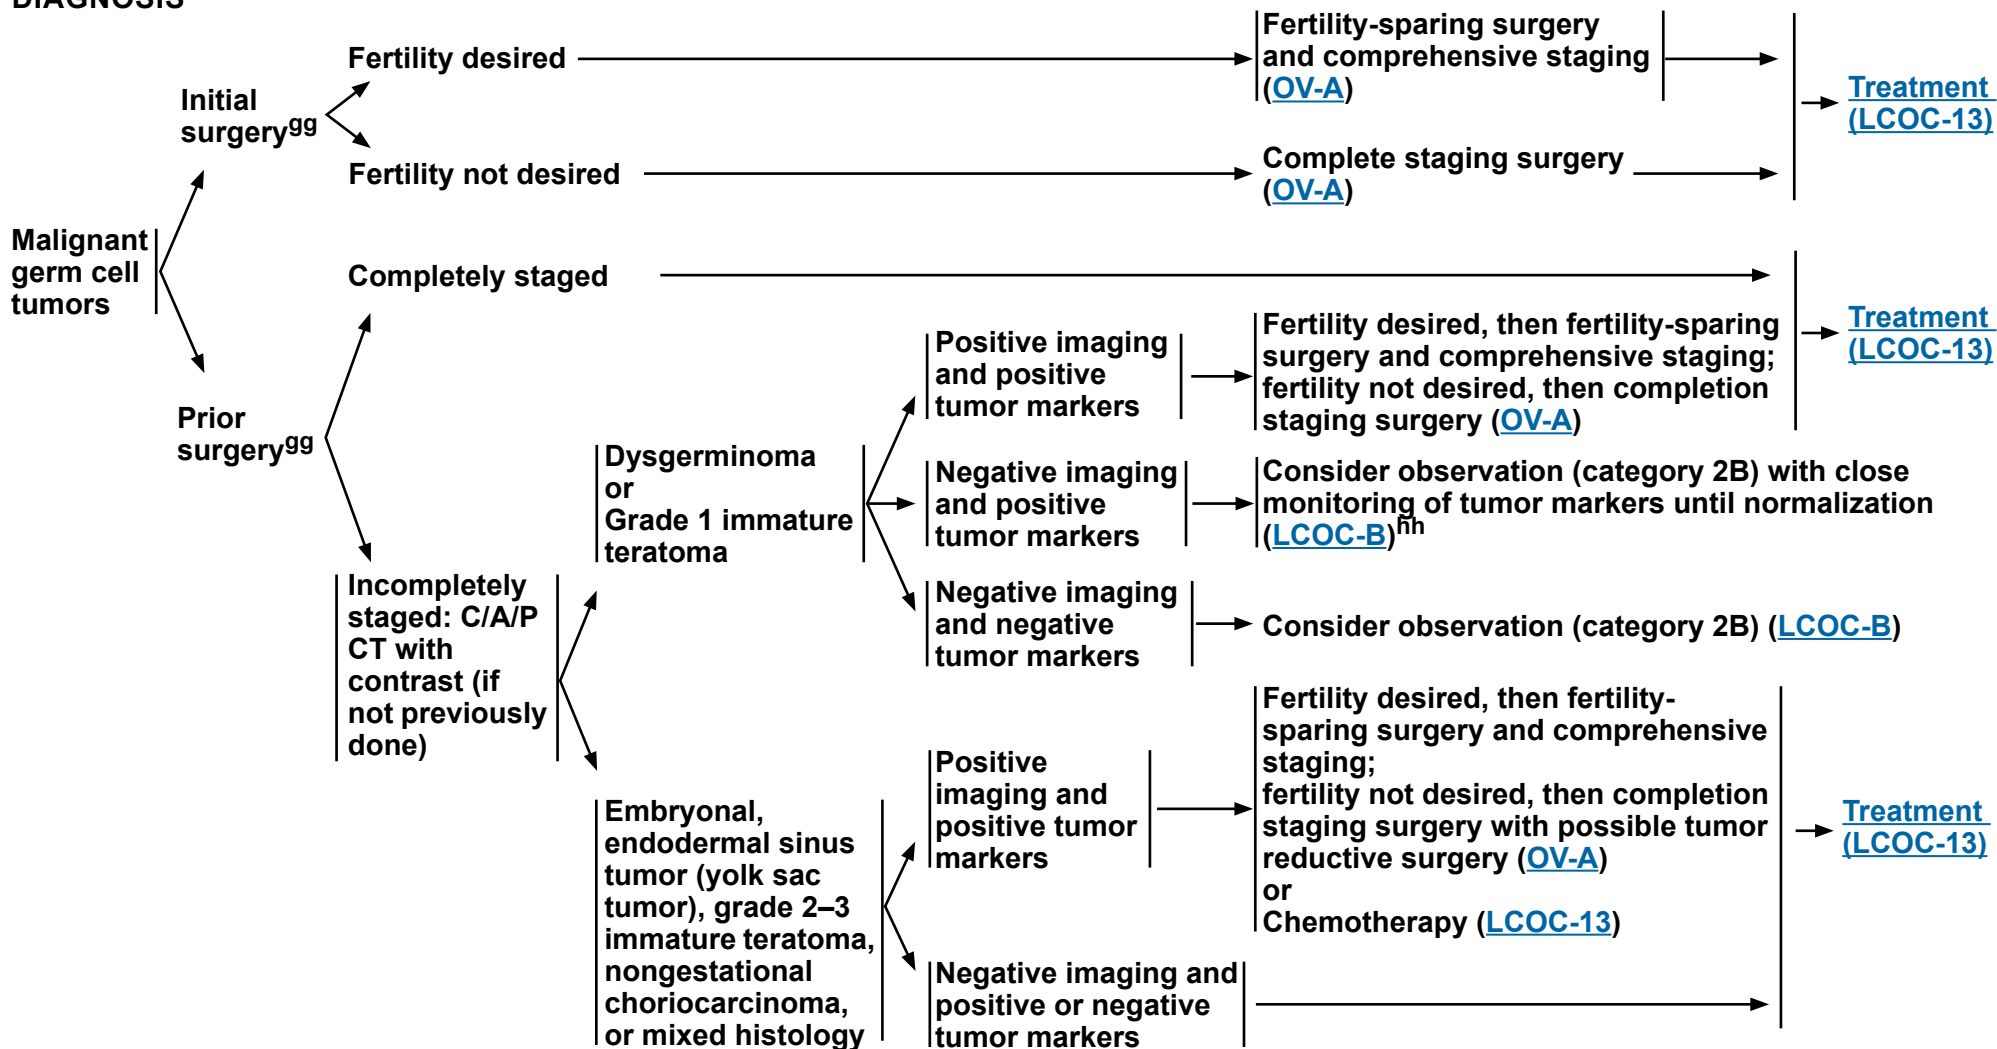 DIAGNOSIS
Initial
surgerygg
Fertility desired
Fertility-sparing surgery
and comprehensive staging
(OV-A)
Fertility not desired
Complete staging surgery
(OV-A)
Treatment
(LCOC-13)
Malignant
germ cell
tumors
Prior
surgerygg
Completely staged
Treatment
(LCOC-13)
Incompletely
staged: C/A/P
CT with
contrast (if
not previously
done)
Dysgerminoma
or
Grade 1 immature
teratoma
Positive imaging
and positive
tumor markers
Fertility desired, then fertility-sparing
surgery and comprehensive staging;
fertility not desired, then completion
staging surgery (OV-A)
Negative imaging
and positive
tumor markers
Consider observation (category 2B) with close
monitoring of tumor markers until normalization
(LCOC-B)hh
Negative imaging
and negative
tumor markers
Consider observation (category 2B) (LCOC-B)
Embryonal,
endodermal sinus
tumor (yolk sac
tumor), grade 2–3
immature teratoma,
nongestational
choriocarcinoma,
or mixed histology
Positive
imaging and
positive tumor
markers
Fertility desired, then fertility-
sparing surgery and comprehensive
staging;
fertility not desired, then completion
staging surgery with possible tumor
reductive surgery (OV-A)
or
Chemotherapy (LCOC-13)
Negative imaging and
positive or negative
tumor markers
Treatment
(LCOC-13)